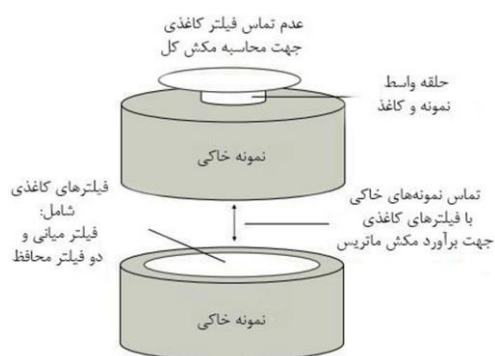 عدم تماس فیلتر کاغذی
جهت محاسبه مکش کل
حلقه واسط
نمونه و کاغذ
نمونه خاکی
فیلترهای کاغذی
شامل:
فیلتر میانی و
دو فیلتر محافظ
تماس نمونه‌های خاکی
با فیلترهای کاغذی
جهت برآورد مکش ماتریس
نمونه خاکی